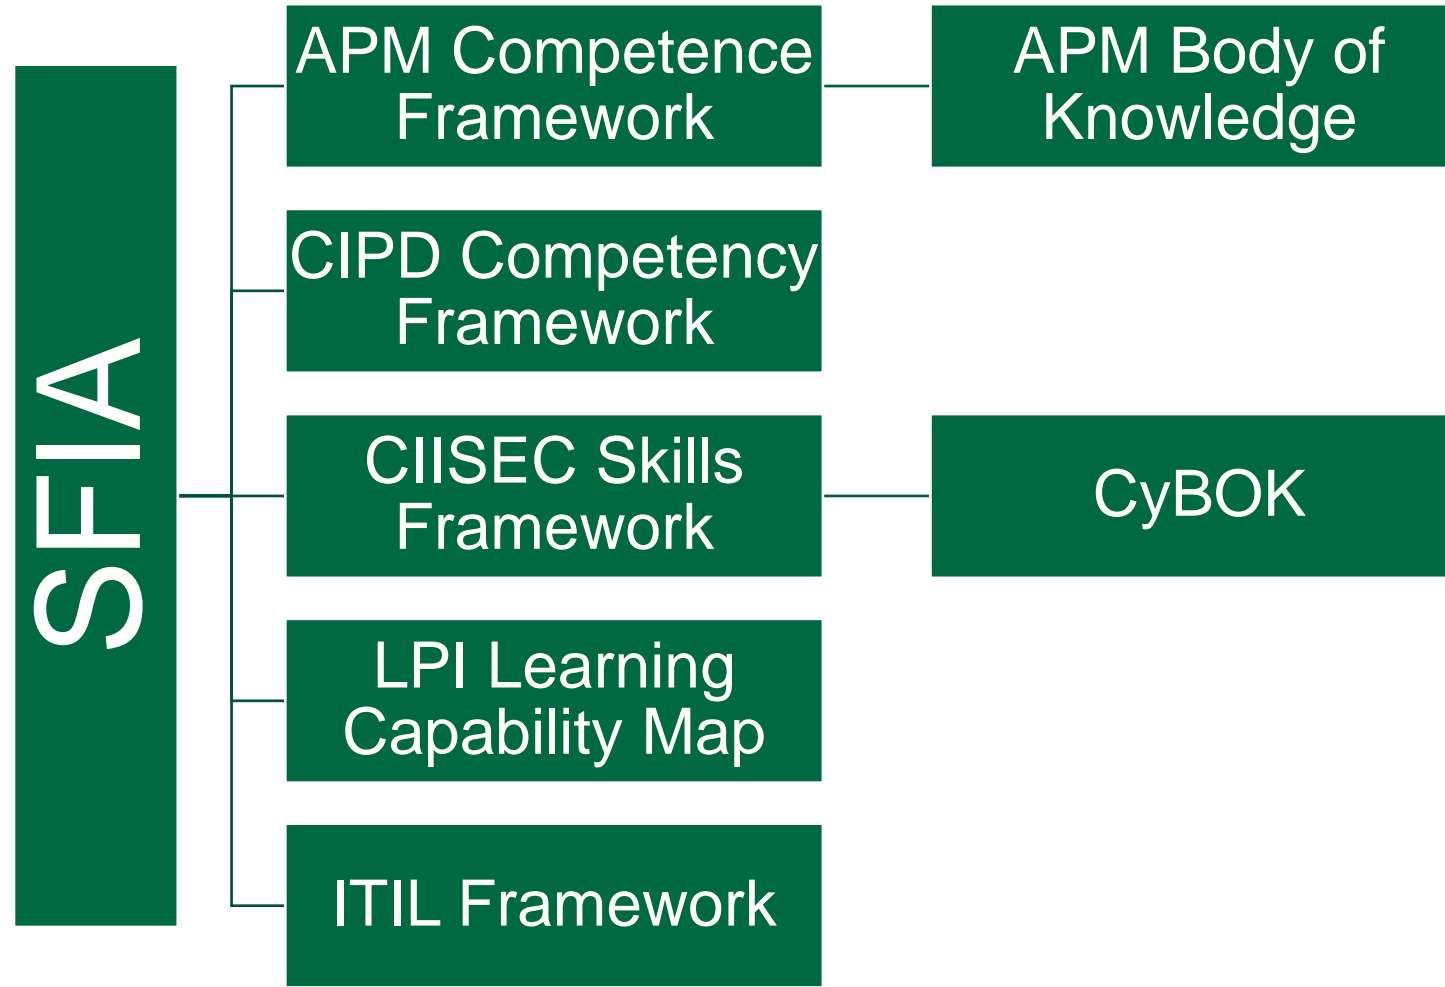 SFIA
APM Competence
Framework
APM Body of
Knowledge
CIPD Competency
Framework
CIISEC Skills
Framework
CyBOK
LPI Learning
Capability Map
ITIL Framework